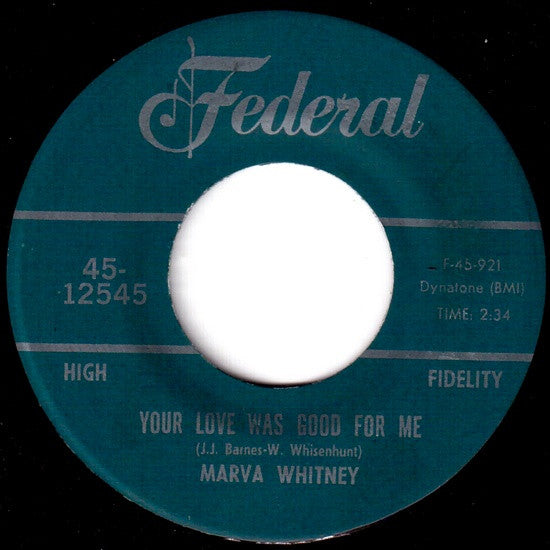 Federal
45-
12545
F-45-921
Dynatone (BMI)
TIME: 2:34
HIGH
FIDELITY
YOUR LOVE WAS GOOD FOR ME
(J.J. Barnes-W. Whisenhunt)
MARVA WHITNEY